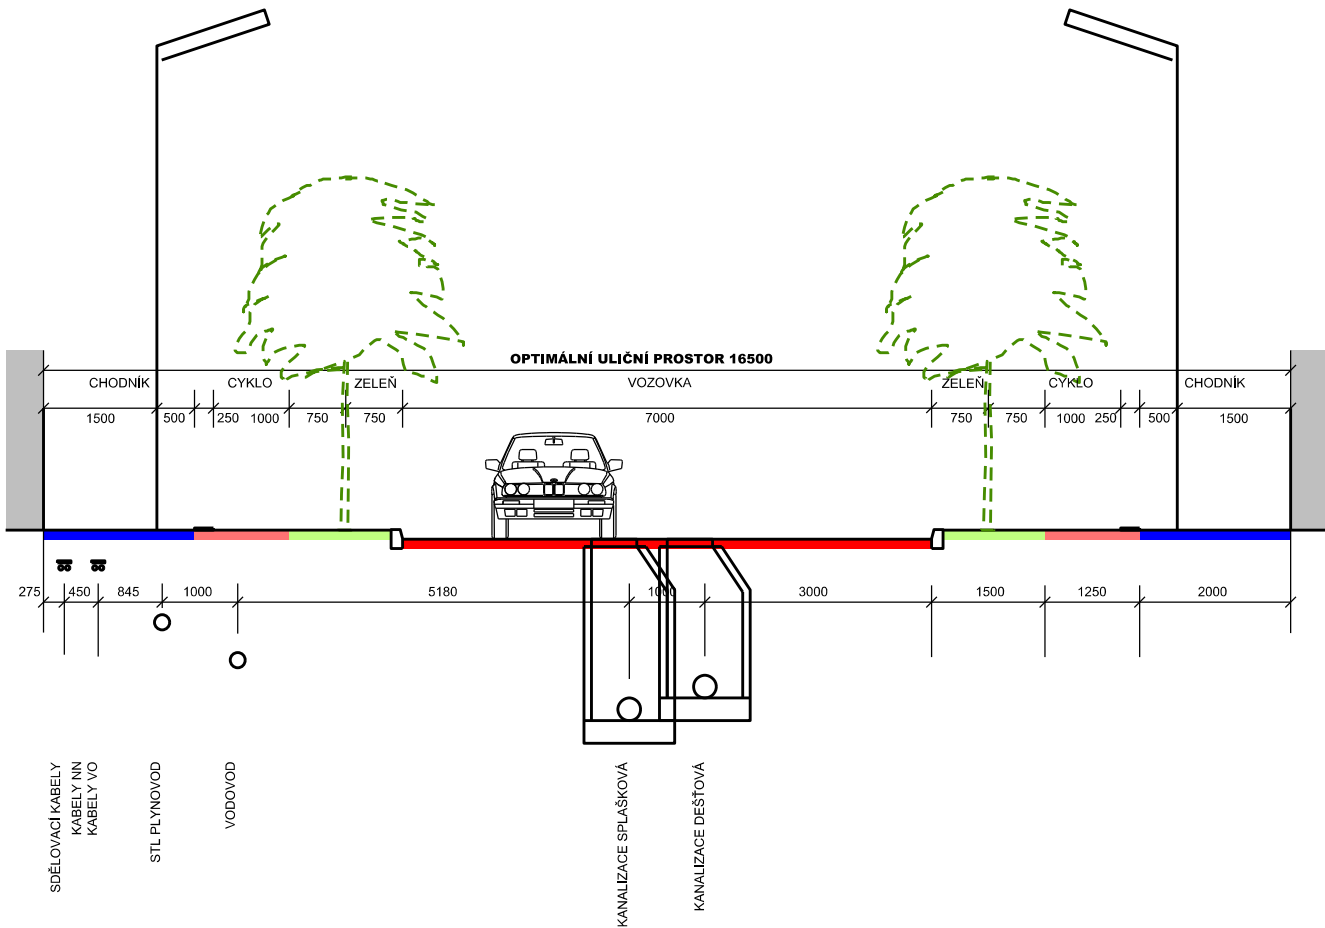 OPTIMÁLNÍ ULIČNÍ PROSTOR 16500
CHODNÍK CYKLO ZELEŇ VOZOVKA ZELEŇ CYKLO CHODNÍK
1500 500 250 1000 750 750 7000 750 750 1000 250 500 1500
275 450 845 1000 5180 1000 3000 1500 1250 2000
SDĚLOVACÍ KABELY
KABELY NN
KABELY VO
STL PLYNOVOD
VODOVOD
KANALIZACE SPLAŠKOVÁ
KANALIZACE DEŠŤOVÁ